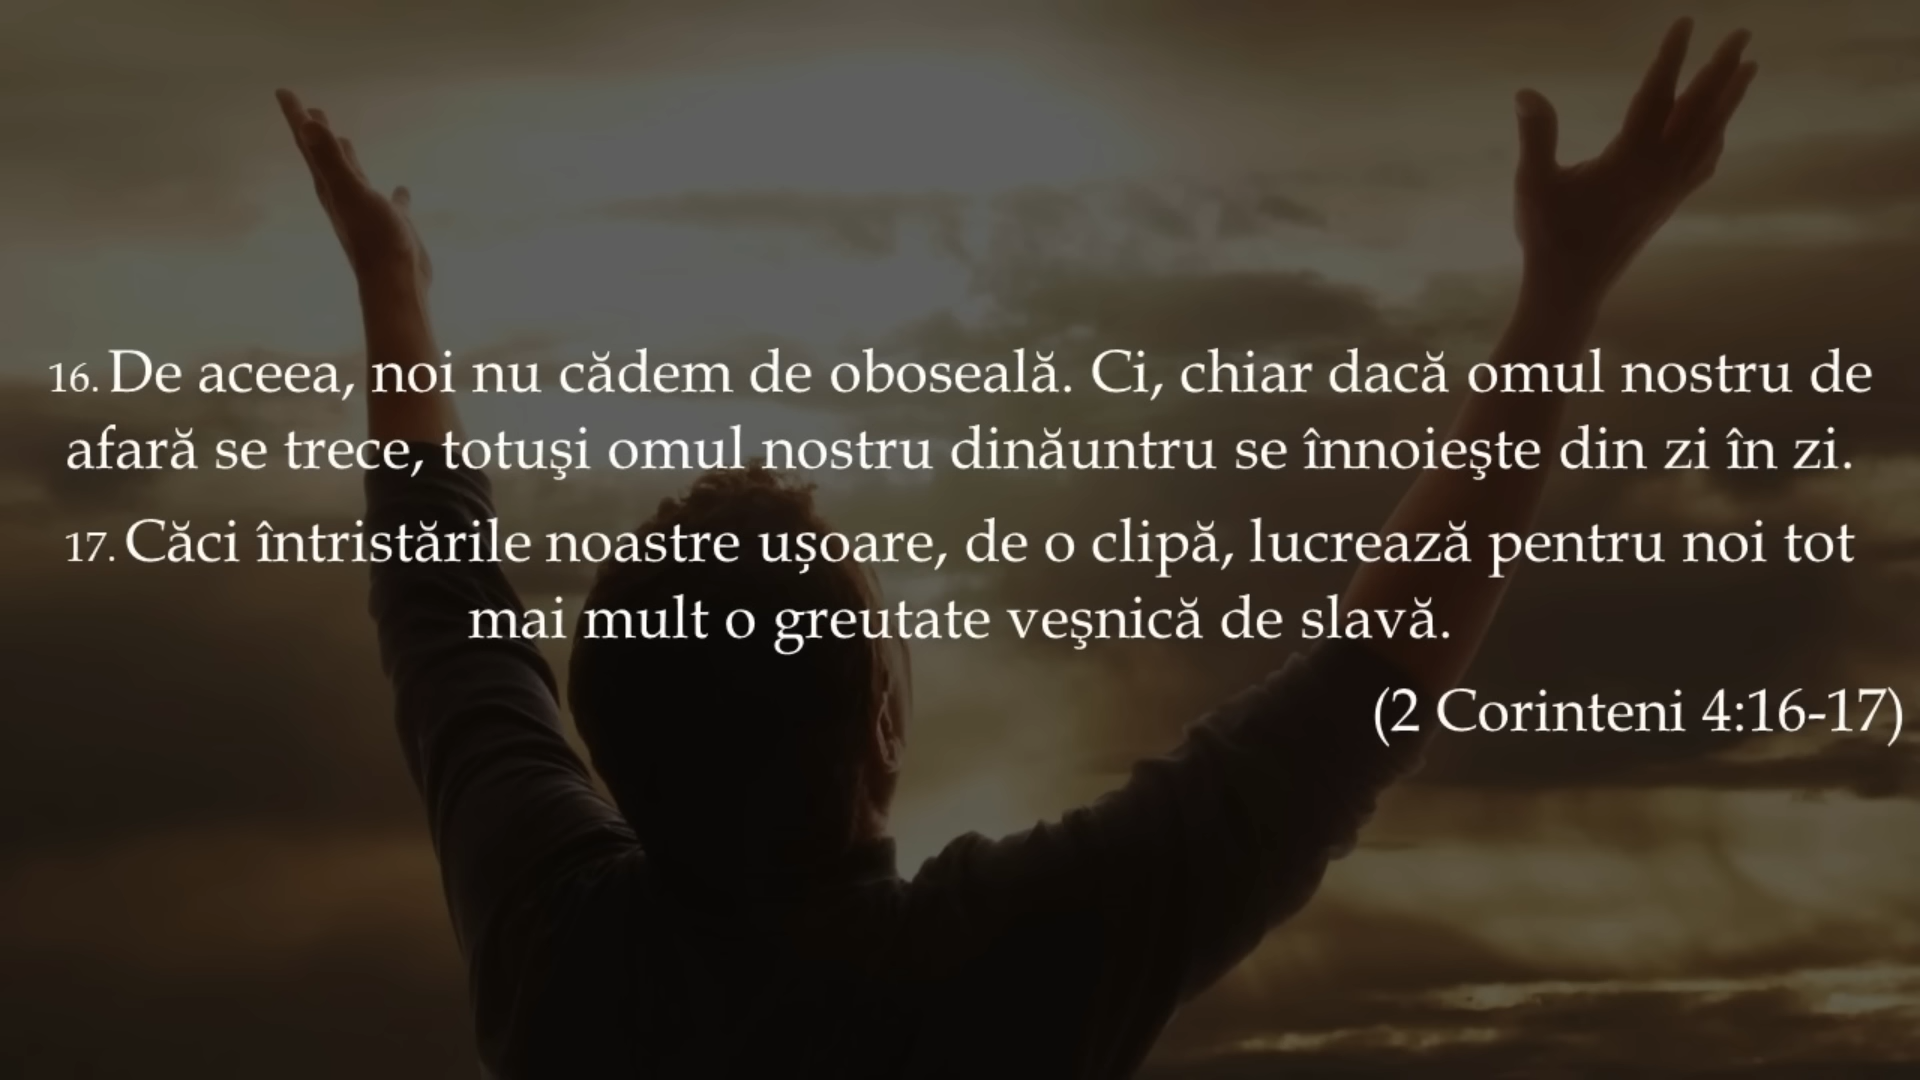 16. De aceea, noi nu cădem de oboseală. Ci, chiar dacă omul nostru de
afară se trece, totuşi omul nostru dinăuntru se înnoieşte din zi în zi.
17. Căci întristările noastre ușoare, de o clipă, lucrează pentru noi tot
mai mult o greutate veşnică de slavă.
(2 Corinteni 4:16-17)